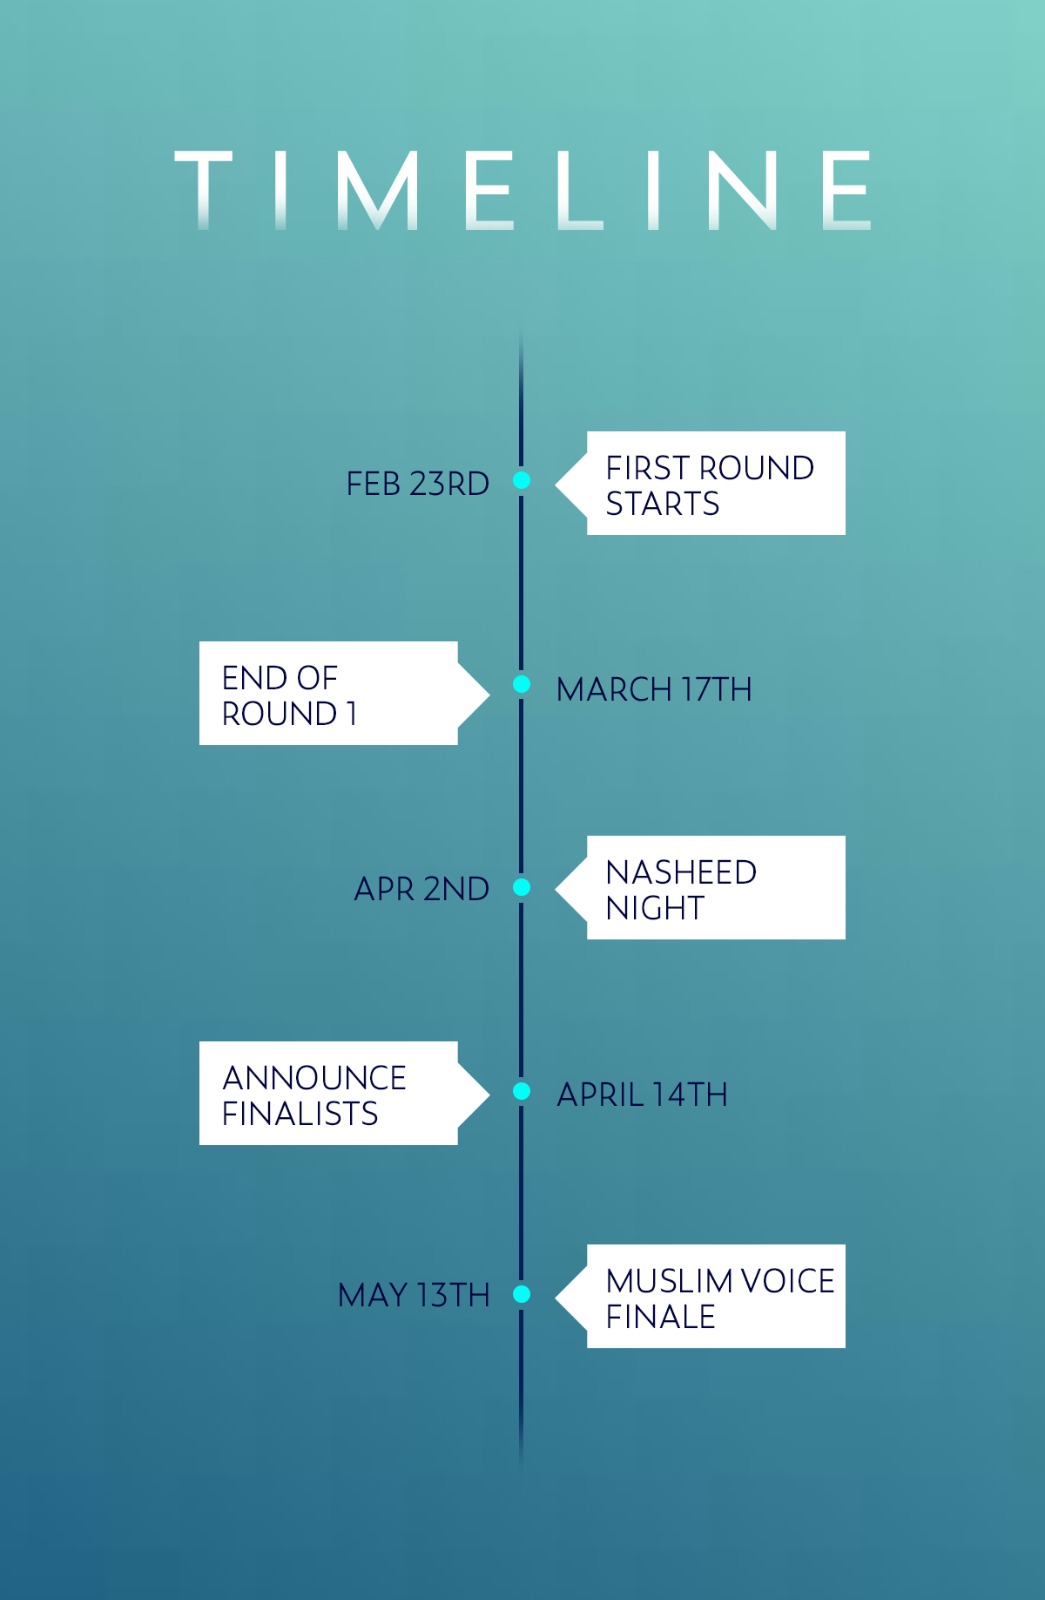 TIMELINE
FEB 23RD
FIRST ROUND
STARTS
END OF
ROUND 1
MARCH 17TH
APR 2ND
NASHEED
NIGHT
ANNOUNCE
FINALISTS
APRIL 14TH
MAY 13TH
MUSLIM VOICE
FINALE